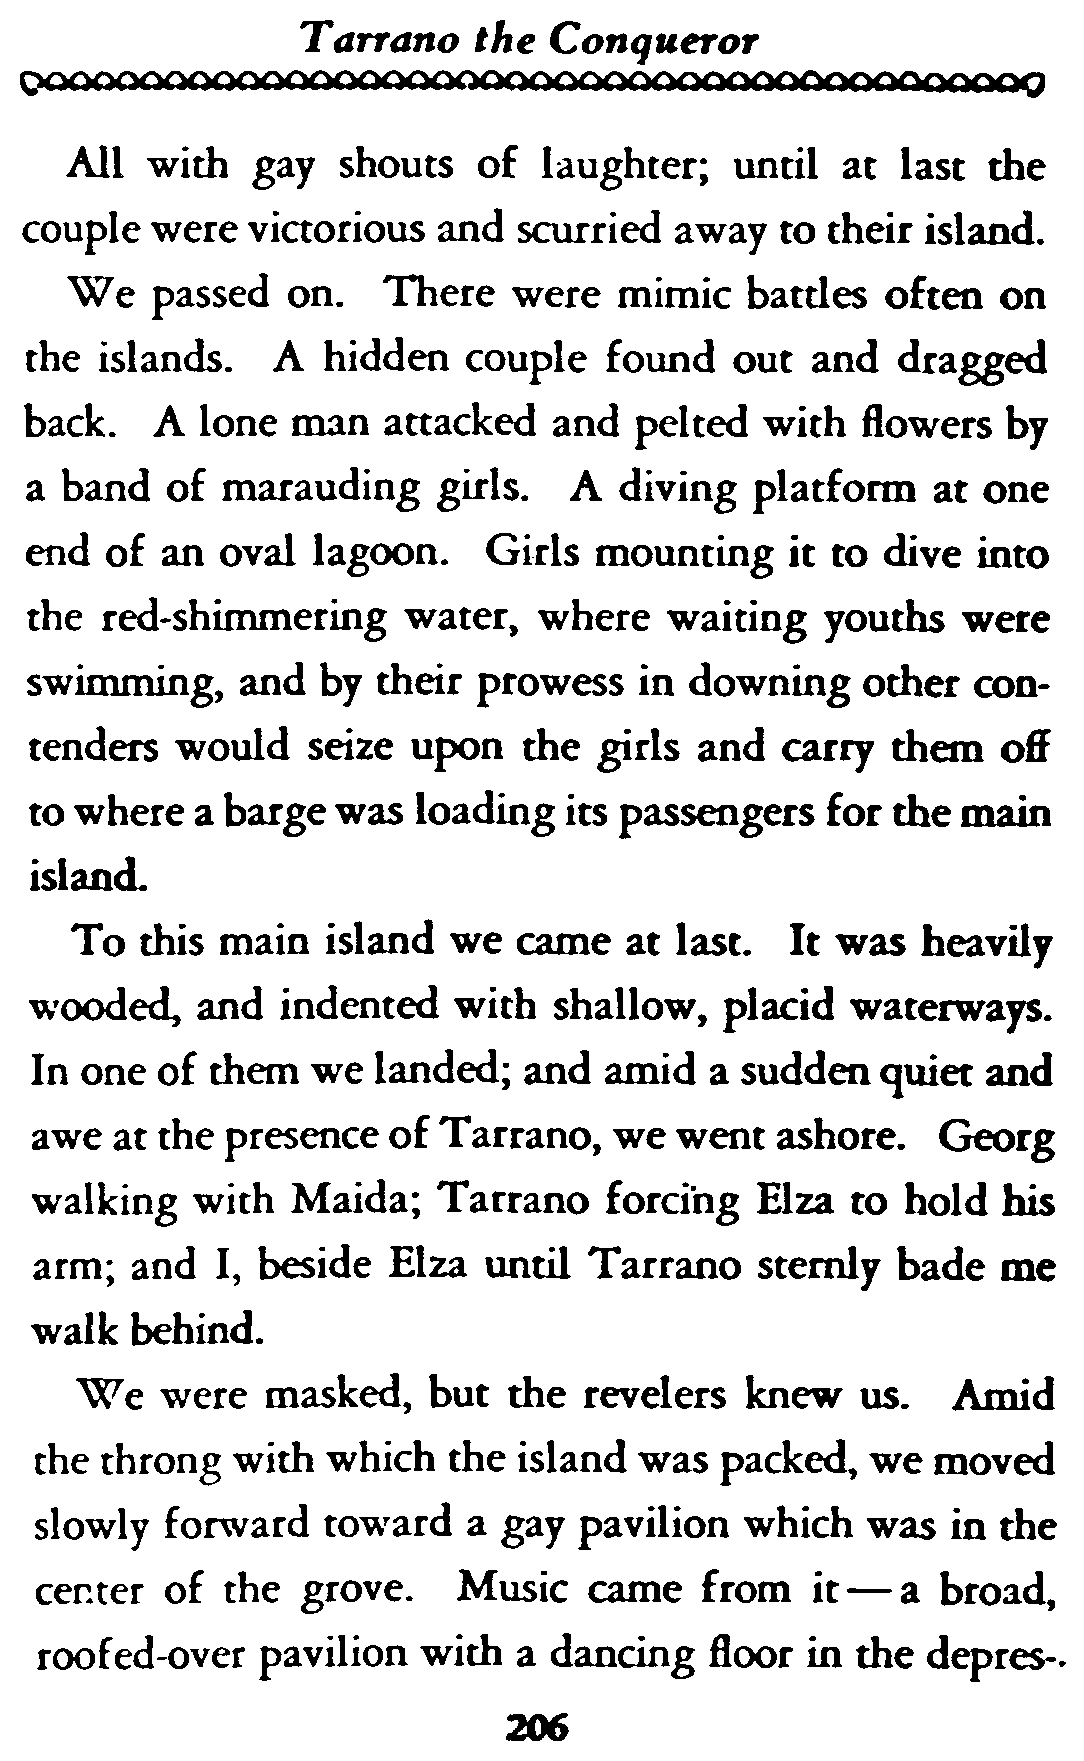 Tarrano the Conqueror
All with gay shouts of laughter; until at last the
couple were victorious and scurried away to their island.
We passed on. There were mimic battles often on
the islands. A hidden couple found out and dragged
back. A lone man attacked and pelted with flowers by
a band of marauding girls. A diving platform at one
end of an oval lagoon. Girls mounting it to dive into
the red-shimmering water, where waiting youths were
swimming, and by their prowess in downing other con-
tenders would seize upon the girls and carry them off
to where a barge was loading its passengers for the main
island.
To this main island we came at last. It was heavily
wooded, and indented with shallow, placid waterways.
In one of them we landed; and amid a sudden quiet and
awe at the presence of Tarrano, we went ashore. Georg
walking with Maida; Tarrano forcing Elza to hold his
arm; and I, beside Elza until Tarrano sternly bade me
walk behind.
We were masked, but the revelers knew us. Amid
the throng with which the island was packed, we moved
slowly forward toward a gay pavilion which was in the
center of the grove. Music came from it—a broad,
roofed-over pavilion with a dancing floor in the depres-
206